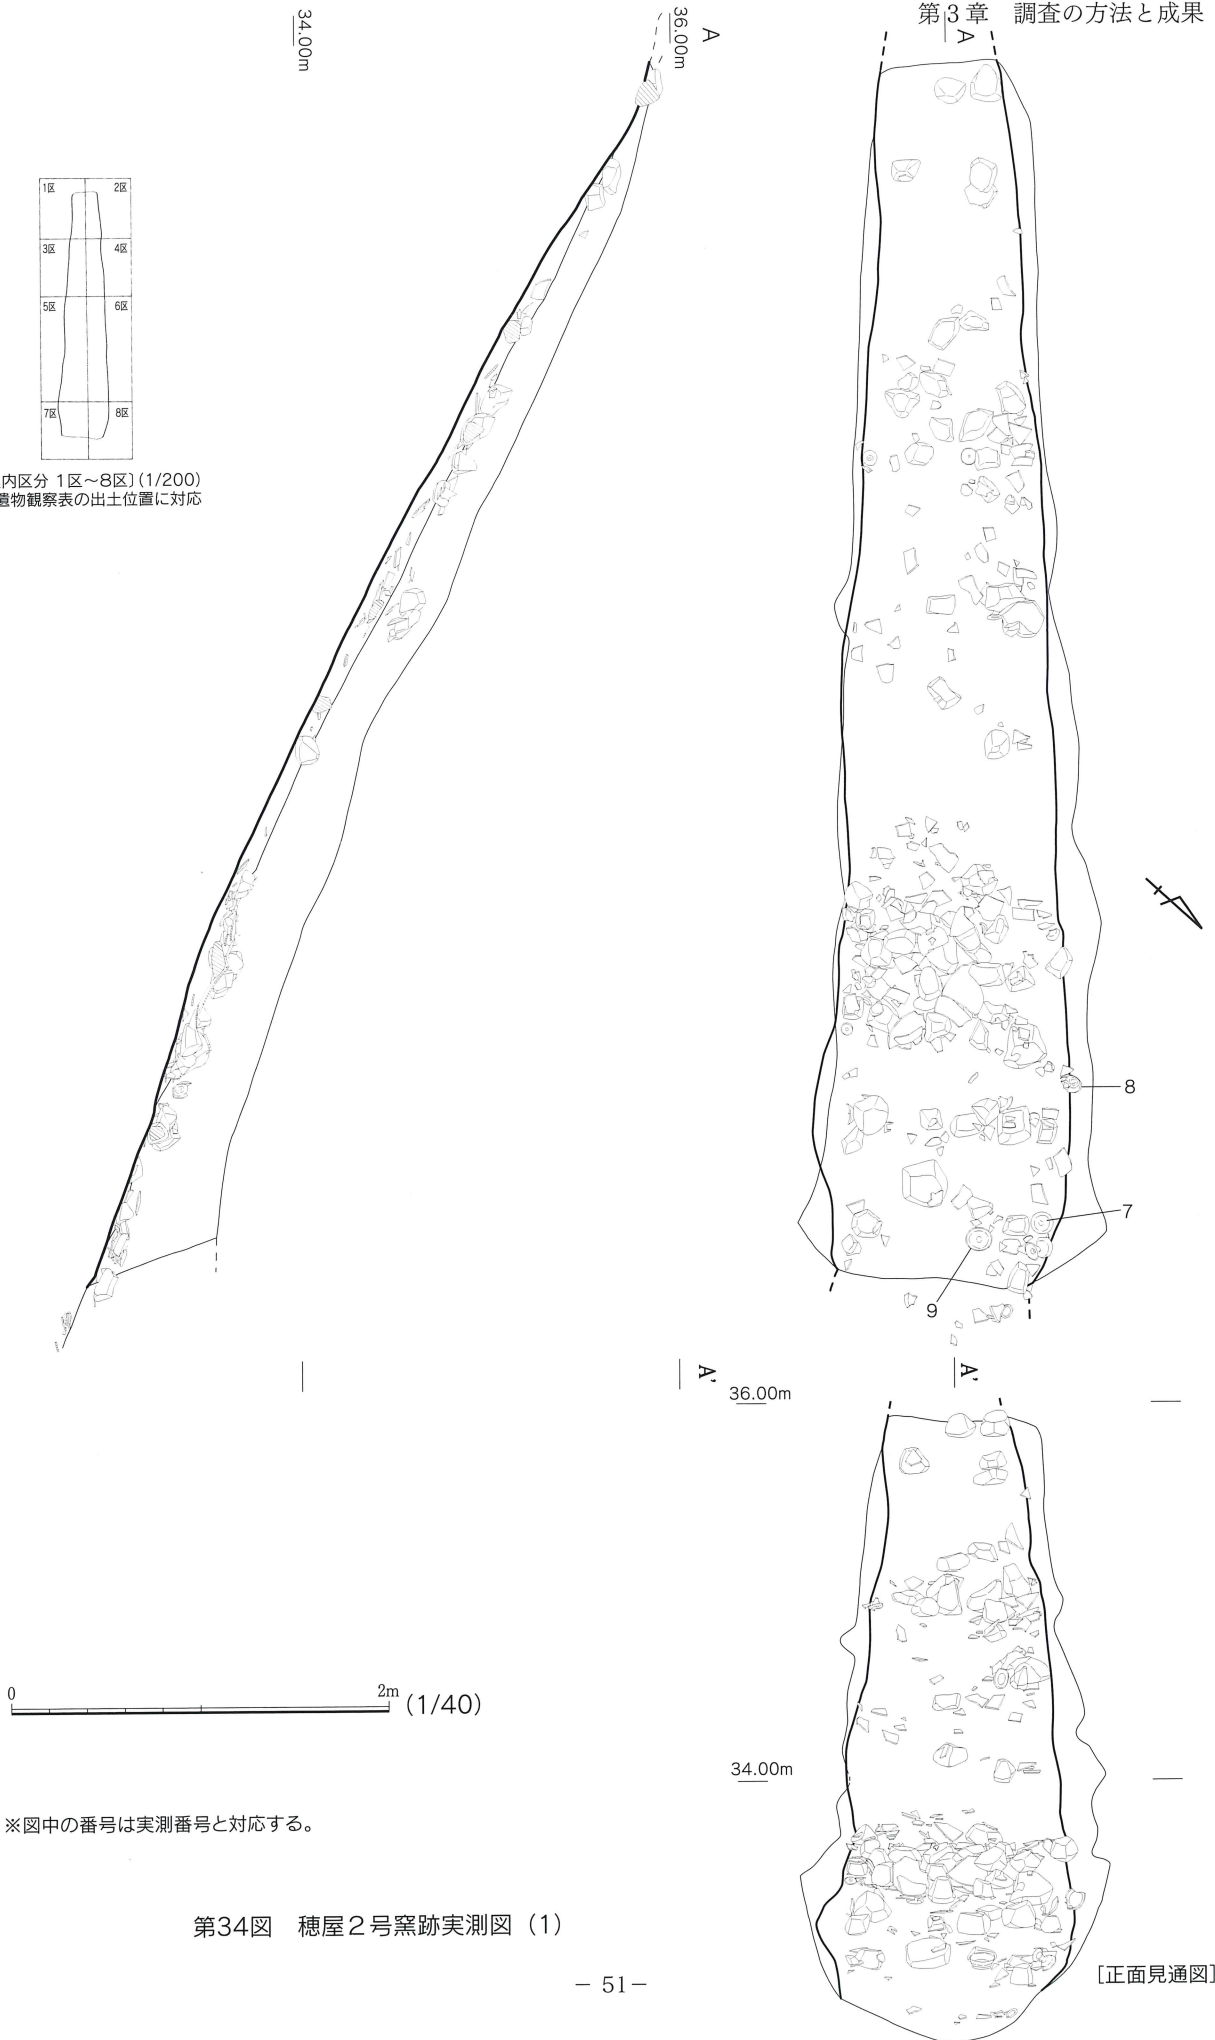 第3章　調査の方法と成果
34.00m
36.00m
A
A
1区
2区
3区
4区
5区
6区
7区
8区
内区分 1区～8区〕(1/200)
遺物観察表の出土位置に対応
8
7
9
A'
A'
36.00m
34.00m
0
2m
(1/40)
※図中の番号は実測番号と対応する。
第34図　穂屋２号窯跡実測図（1）
［正面見通図］
－ 51－